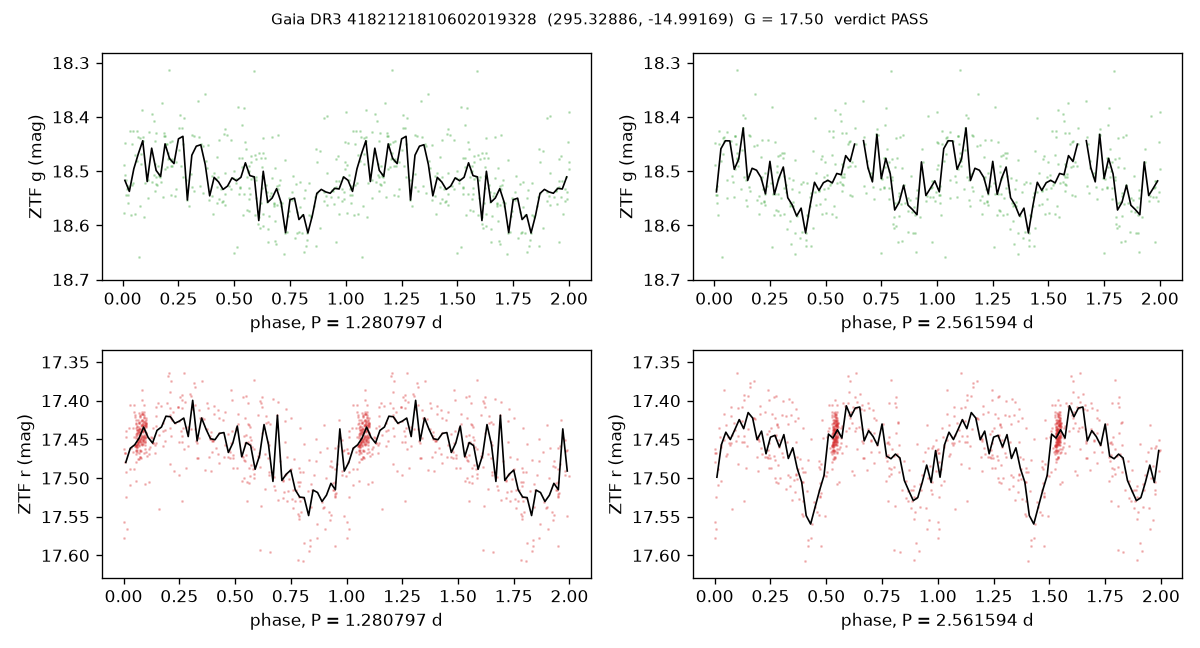 Gaia DR3 4182121810602019328  (295.32886, -14.99169)  G = 17.50  verdict PASS
18.3
18.4
18.5
18.6
18.7
ZTF g (mag)
0.00 0.25 0.50 0.75 1.00 1.25 1.50 1.75 2.00
phase, P = 1.280797 d
18.3
18.4
18.5
18.6
18.7
ZTF g (mag)
0.00 0.25 0.50 0.75 1.00 1.25 1.50 1.75 2.00
phase, P = 2.561594 d
17.35
17.40
17.45
17.50
17.55
17.60
ZTF r (mag)
0.00 0.25 0.50 0.75 1.00 1.25 1.50 1.75 2.00
phase, P = 1.280797 d
17.35
17.40
17.45
17.50
17.55
17.60
ZTF r (mag)
0.00 0.25 0.50 0.75 1.00 1.25 1.50 1.75 2.00
phase, P = 2.561594 d